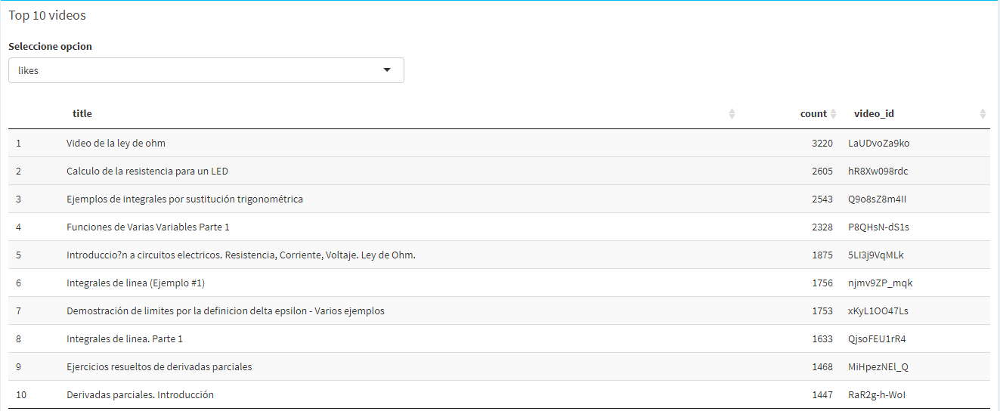 Top 10 videos
Seleccione opcion
likes
title count video_id
1 Video de la ley de ohm 3220 LaUDvoZa9ko
2 Calculo de la resistencia para un LED 2605 hR8Xw098rdc
3 Ejemplos de integrales por sustitución trigonométrica 2543 Q9o8sZ8m4II
4 Funciones de Varias Variables Parte 1 2328 P8QHsN-dS1s
5 Introduccio?n a circuitos electricos. Resistencia, Corriente, Voltaje. Ley de Ohm. 1875 5LI3j9VqMLk
6 Integrales de linea (Ejemplo #1) 1756 njmv9ZP_mqk
7 Demostración de limites por la definicion delta epsilon - Varios ejemplos 1753 xKyL1OO47Ls
8 Integrales de linea. Parte 1 1633 QjsoFEU1rR4
9 Ejercicios resueltos de derivadas parciales 1468 MiHpezNEl_Q
10 Derivadas parciales. Introducción 1447 RaR2g-h-WoI